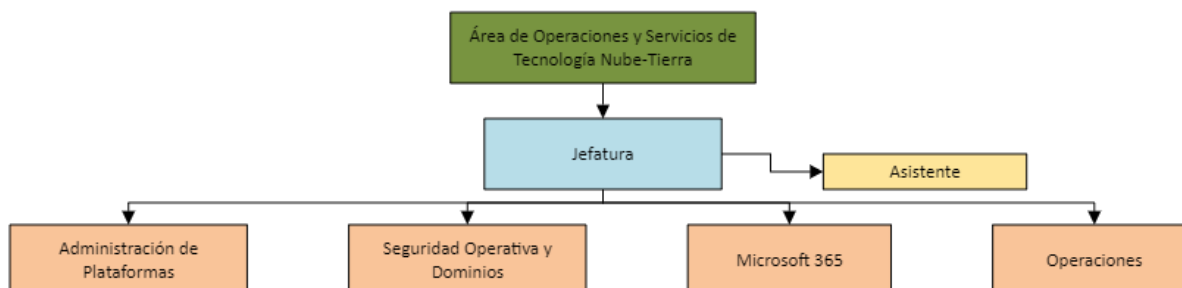 Área de Operaciones y Servicios de
Tecnología Nube-Tierra
Jefatura
Asistente
Administración de
Plataformas
Seguridad Operativa y
Dominios
Microsoft 365
Operaciones